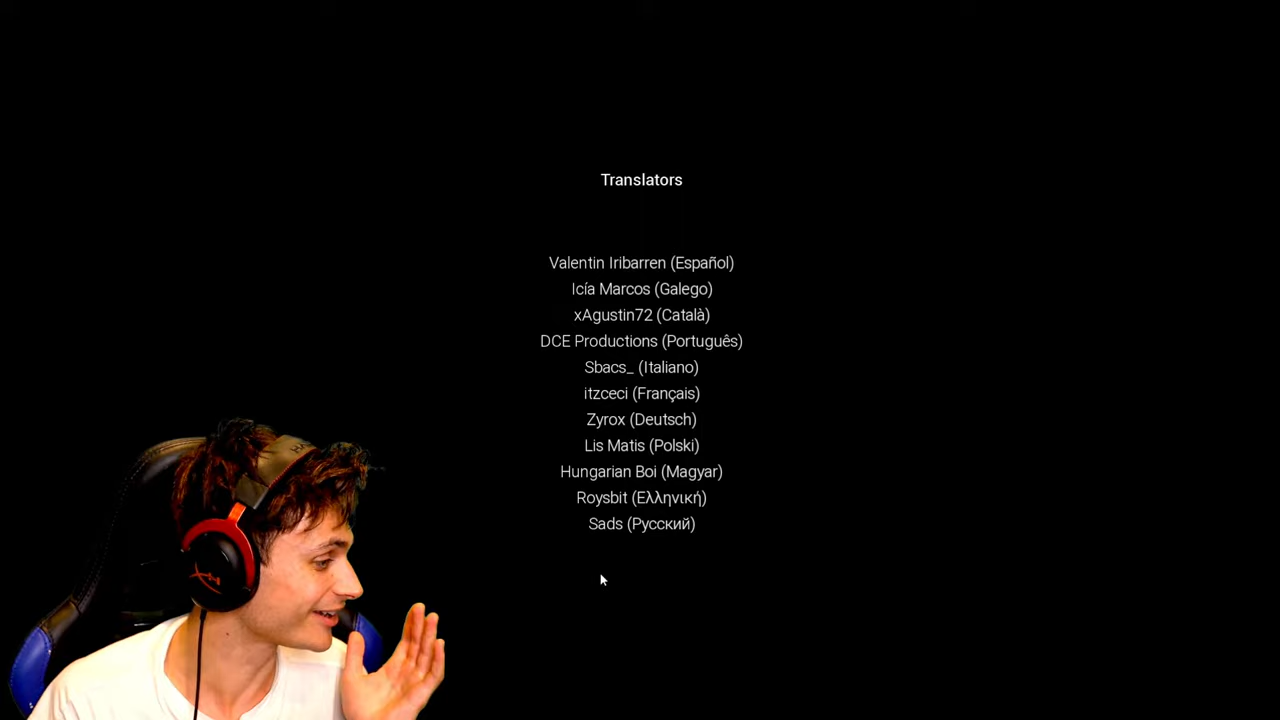 Translators
Valentin Iribarren (Español)
Icía Marcos (Galego)
xAgustin72 (Català)
DCE Productions (Português)
Sbacs_ (Italiano)
itzceci (Français)
Zyrox (Deutsch)
Lis Matis (Polski)
Hungarian Boi (Magyar)
Roysbit (Ελληνική)
Sads (Русский)